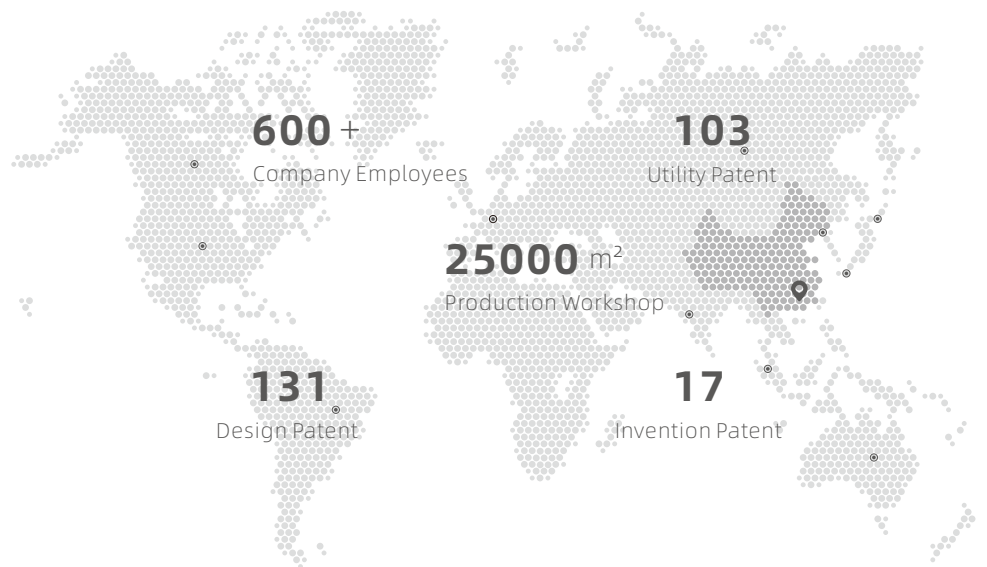 600 +
Company Employees
103
Utility Patent
25000 m²
Production Workshop
131
Design Patent
17
Invention Patent